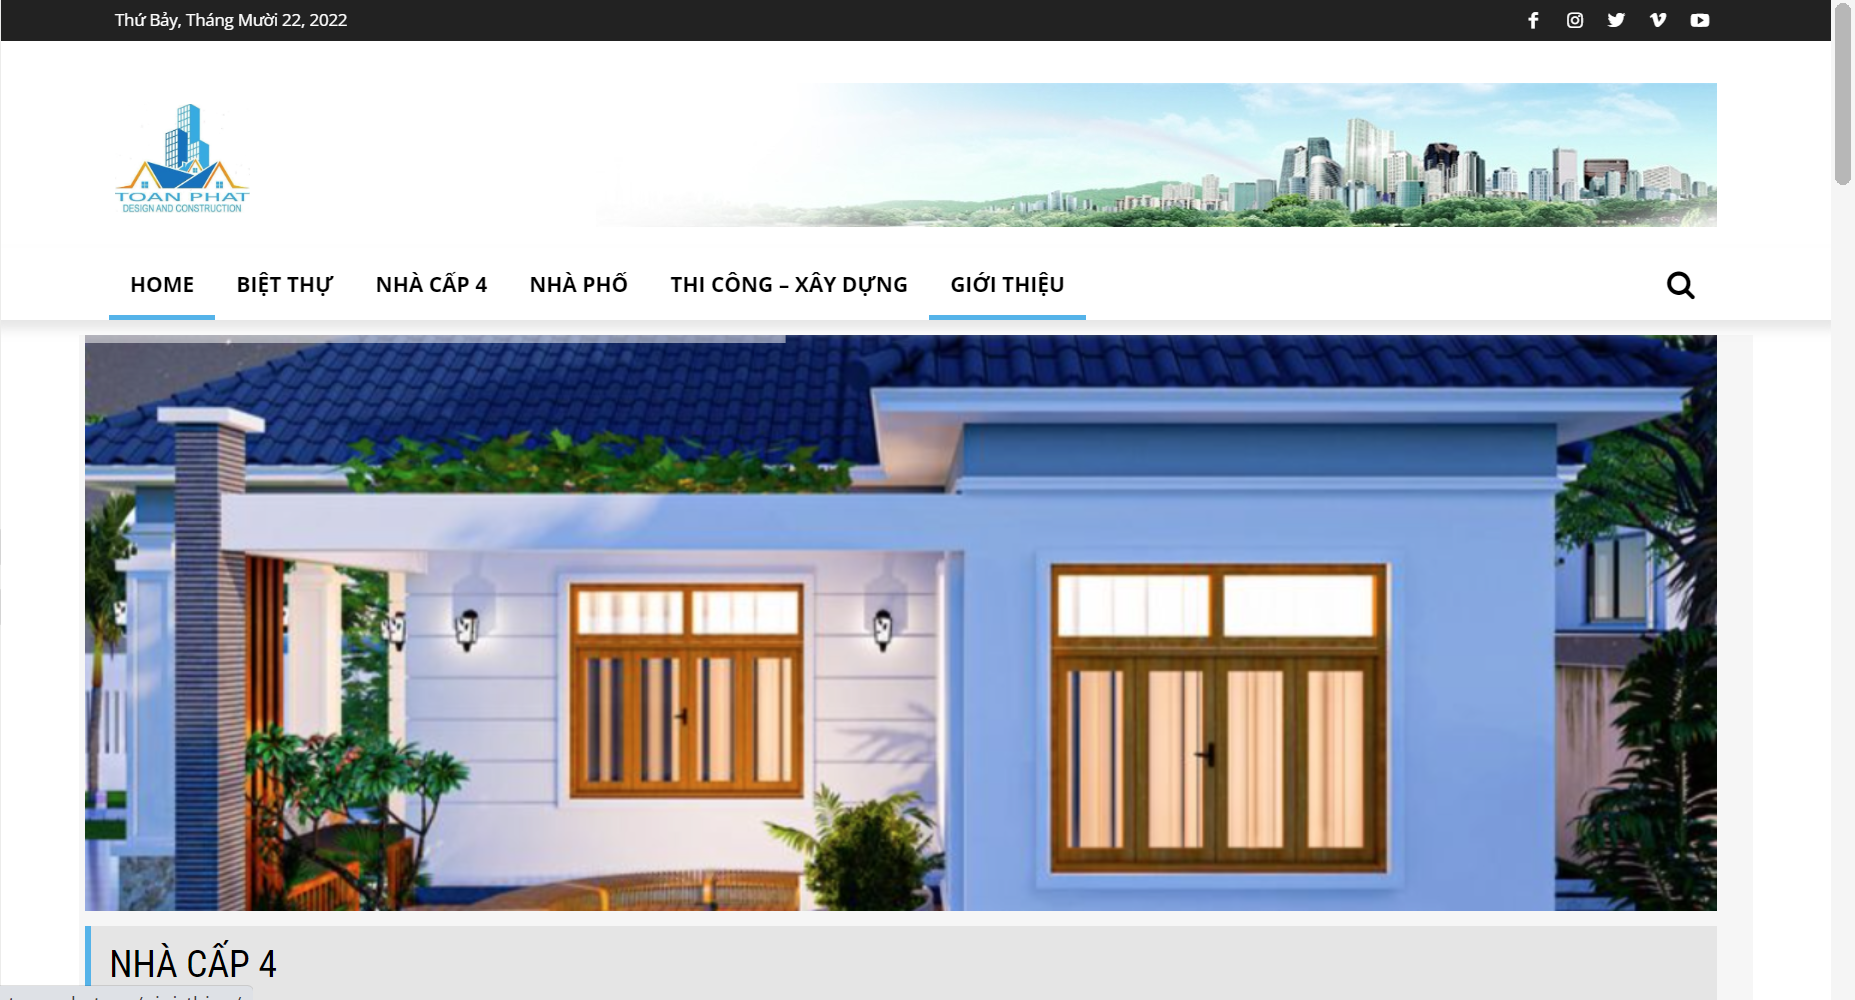 Thứ Bảy, Tháng Mười 22, 2022
TOAN PHAT
DESIGN AND CONSTRUCTION
HOME BIỆT THỰ NHÀ CẤP 4 NHÀ PHỐ THI CÔNG – XÂY DỰNG GIỚI THIỆU
NHÀ CẤP 4